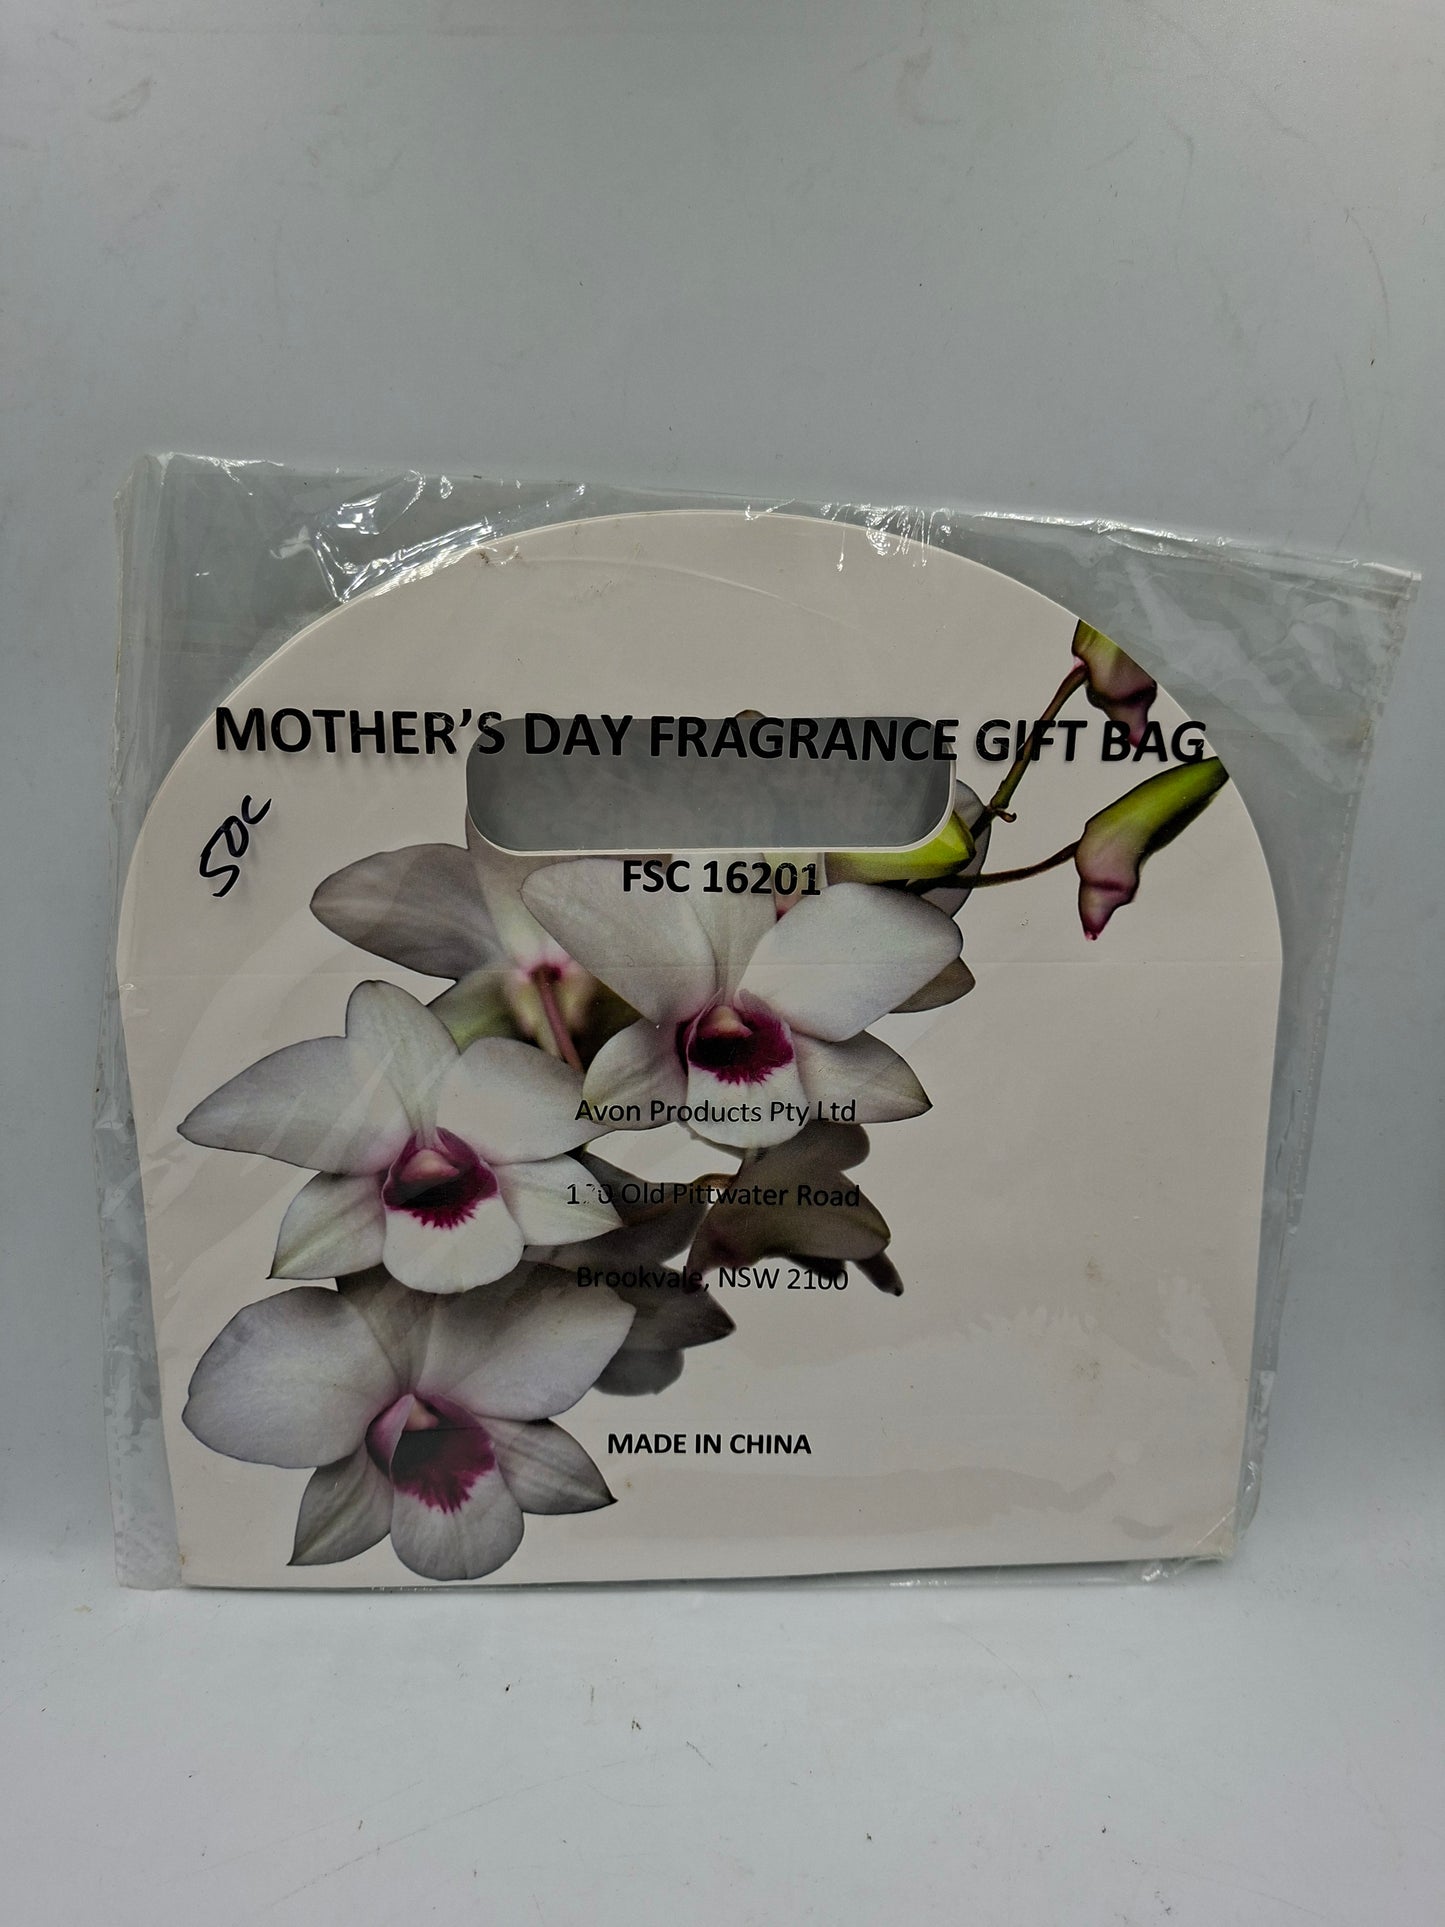 MOTHER'S DAY FRAGRANCE GIFT BAG
50c
FSC 16201
Avon Products Pty Ltd
Old Pittwater Road
Brookvale, NSW 2100
MADE IN CHINA